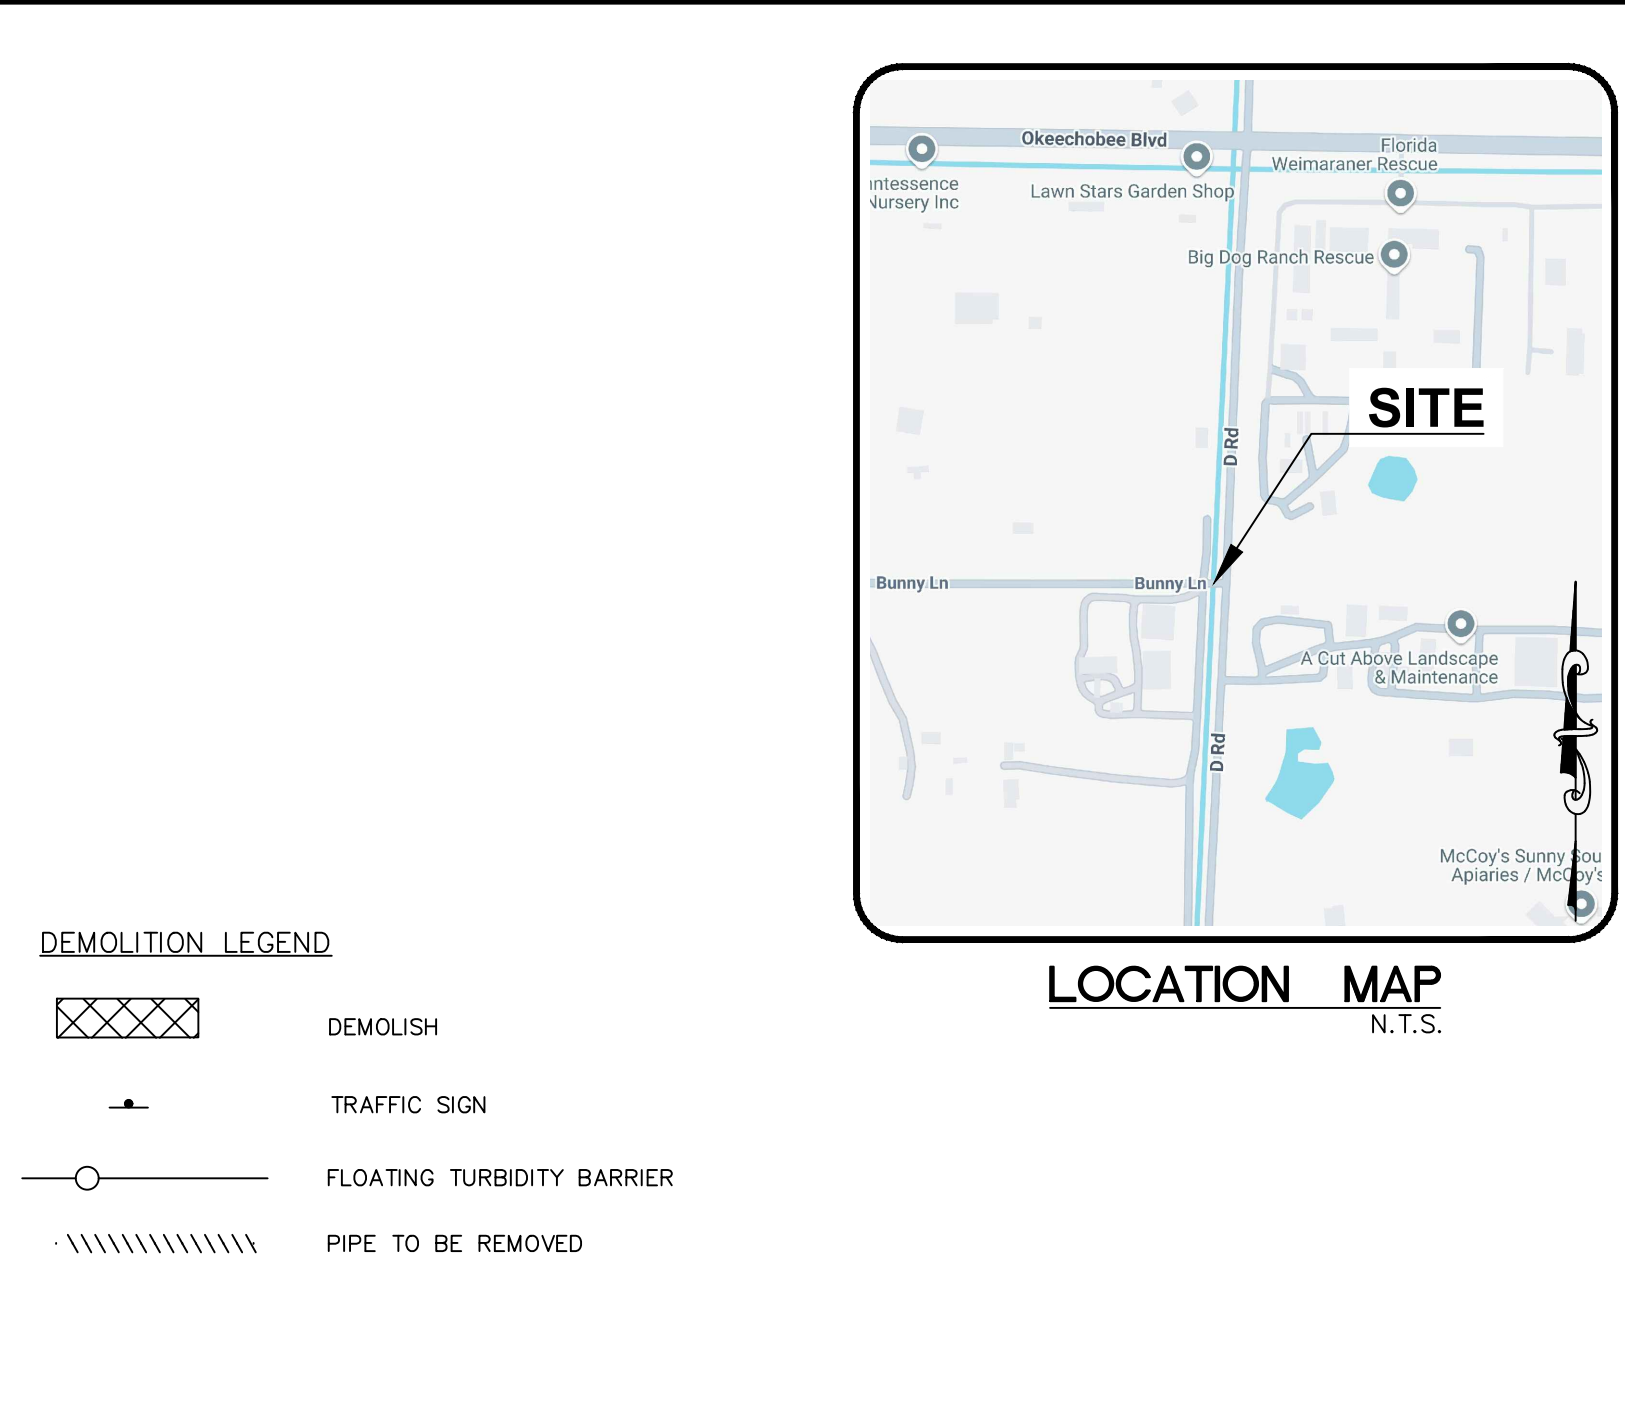 Okeechobee Blvd
Florida
Weimaraner Rescue
ntessence
Nursery Inc
Lawn Stars Garden Shop
Big Dog Ranch Rescue
SITE
D Rd
Bunny Ln
Bunny Ln
A Cut Above Landscape
& Maintenance
D Rd
McCoy's Sunny Sou
Apiaries / McCoy's
LOCATION MAP
N.T.S.
DEMOLITION LEGEND
DEMOLISH
TRAFFIC SIGN
FLOATING TURBIDITY BARRIER
PIPE TO BE REMOVED